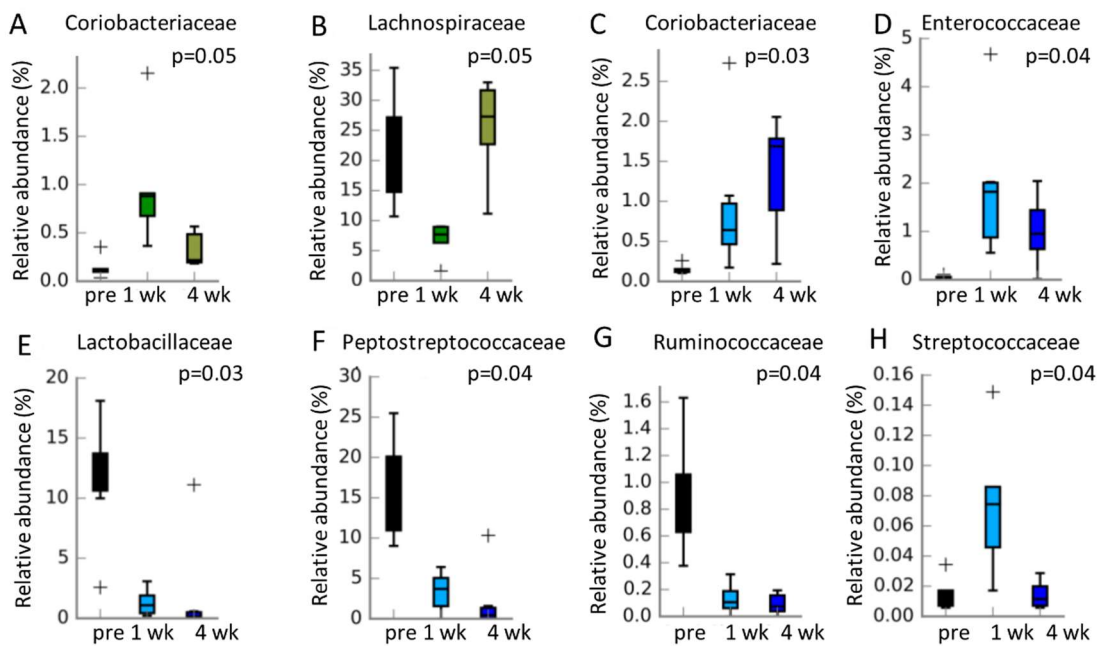 A Coriobacteriaceae
p=0.05
Relative abundance (%)
2.0
1.0
0.5
0.0
pre 1 wk 4 wk
B Lachnospiraceae
p=0.05
Relative abundance (%)
35
30
25
20
15
10
5
0
pre 1 wk 4 wk
C Coriobacteriaceae
p=0.03
Relative abundance (%)
2.5
2.0
1.5
1.0
0.5
0.0
pre 1 wk 4 wk
D Enterococcaceae
p=0.04
Relative abundance (%)
5
4
3
2
1
0
pre 1 wk 4 wk
E Lactobacillaceae
p=0.03
Relative abundance (%)
20
15
10
5
0
pre 1 wk 4 wk
F Peptostreptococcaceae
p=0.04
Relative abundance (%)
30
25
20
15
10
5
0
pre 1 wk 4 wk
G Ruminococcaceae
p=0.04
Relative abundance (%)
1.6
1.4
1.2
1.0
0.8
0.6
0.4
0.2
0.0
pre 1 wk 4 wk
H Streptococcaceae
p=0.04
Relative abundance (%)
0.16
0.14
0.12
0.10
0.08
0.06
0.04
0.02
0.00
pre 1 wk 4 wk